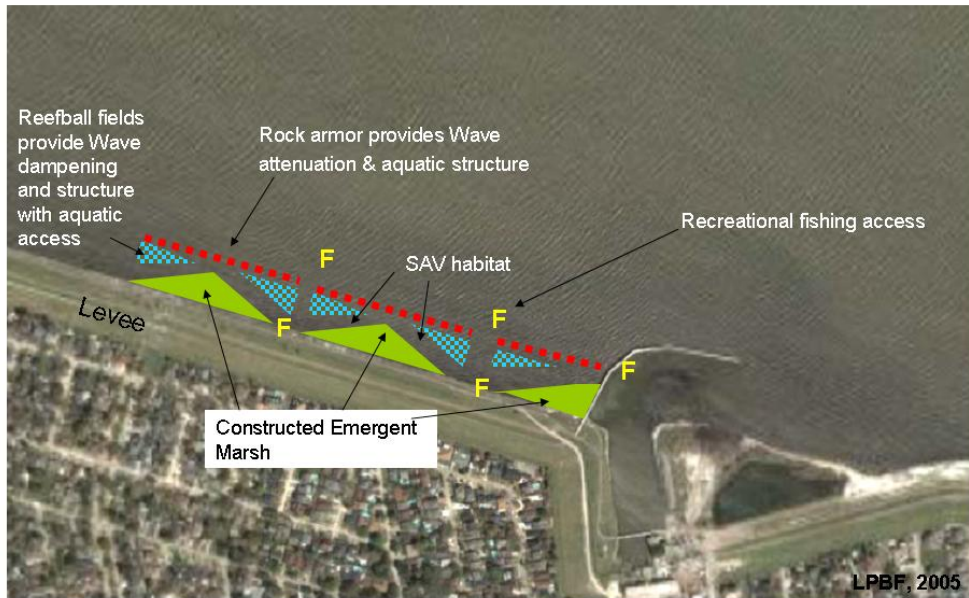 Reefball fields
provide Wave
dampening
and structure
with aquatic
access
Rock armor provides Wave
attenuation & aquatic structure
Recreational fishing access
F
SAV habitat
F
Levee
F
F
F
Constructed Emergent
Marsh
LPBF, 2005